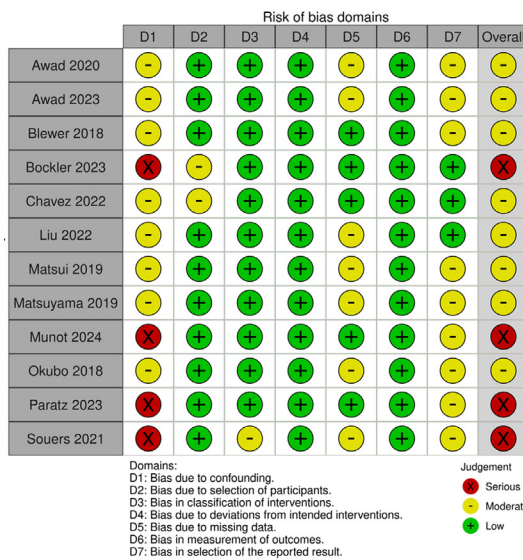 Risk of bias domains
D1 D2 D3 D4 D5 D6 D7 Overall
Awad 2020 - + + + - + - -
Awad 2023 - + + + - + - -
Blewer 2018 - + + + + + - -
Bockler 2023 X - + + + + + X
Chavez 2022 - - + + + + + -
Liu 2022 - + + + - + + -
Matsui 2019 - + + + - + - -
Matsuyama 2019 - + + + - + - -
Munot 2024 X + + + + + - X
Okubo 2018 - + + + - + - -
Paratz 2023 X + + + + + - X
Souers 2021 X + - + - + - X
Domains:
D1: Bias due to confounding.
D2: Bias due to selection of participants.
D3: Bias in classification of interventions.
D4: Bias due to deviations from intended interventions.
D5: Bias due to missing data.
D6: Bias in measurement of outcomes.
D7: Bias in selection of the reported result.
Judgement
X Serious
- Moderat
+ Low